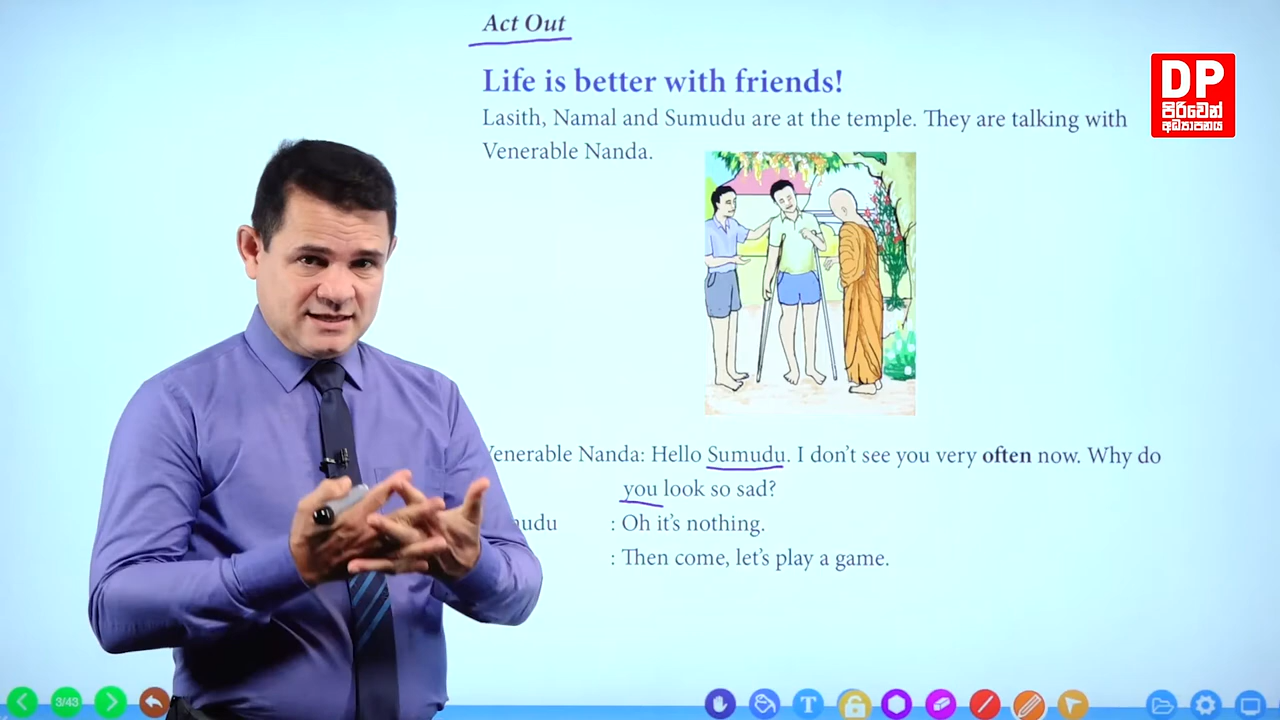 Act Out
DP
පිරිවෙන්
අධ්‍යාපනය
Life is better with friends!
Lasith, Namal and Sumudu are at the temple. They are talking with
Venerable Nanda.
Venerable Nanda: Hello Sumudu. I don't see you very often now. Why do
you look so sad?
: Oh it's nothing.
: Then come, let's play a game.
3/43
T